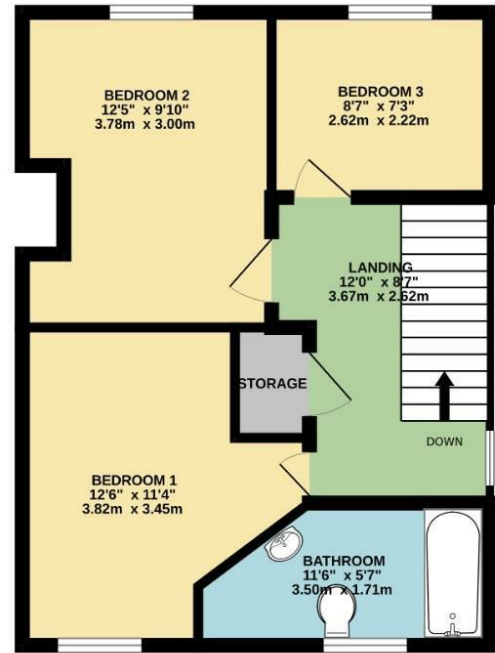 BEDROOM 2
12'5" x 9'10"
3.78m x 3.00m
BEDROOM 3
8'7" x 7'3"
2.62m x 2.22m
LANDING
12'0" x 8'7"
3.67m x 2.62m
STORAGE
DOWN
BEDROOM 1
12'6" x 11'4"
3.82m x 3.45m
BATHROOM
11'6" x 5'7"
3.50m x 1.71m